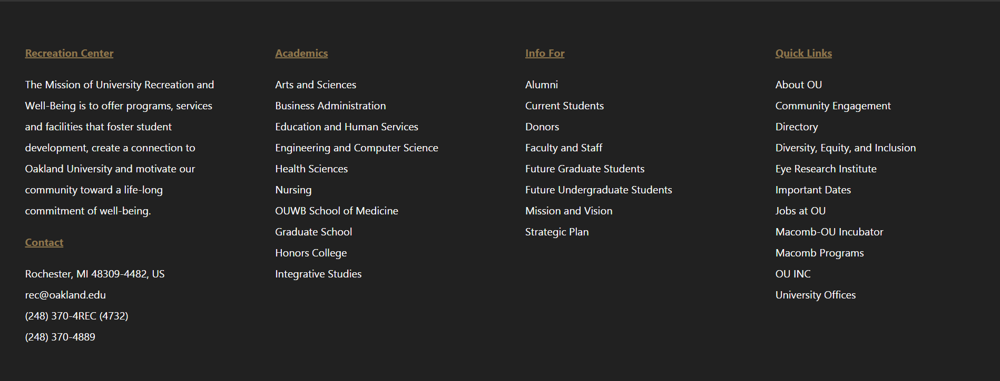 Recreation Center
The Mission of University Recreation and
Well-Being is to offer programs, services
and facilities that foster student
development, create a connection to
Oakland University and motivate our
community toward a life-long
commitment of well-being.
Contact
Rochester, MI 48309-4482, US
rec@oakland.edu
(248) 370-4REC (4732)
(248) 370-4889
Academics
Arts and Sciences
Business Administration
Education and Human Services
Engineering and Computer Science
Health Sciences
Nursing
OUWB School of Medicine
Graduate School
Honors College
Integrative Studies
Info For
Alumni
Current Students
Donors
Faculty and Staff
Future Graduate Students
Future Undergraduate Students
Mission and Vision
Strategic Plan
Quick Links
About OU
Community Engagement
Directory
Diversity, Equity, and Inclusion
Eye Research Institute
Important Dates
Jobs at OU
Macomb-OU Incubator
Macomb Programs
OU INC
University Offices